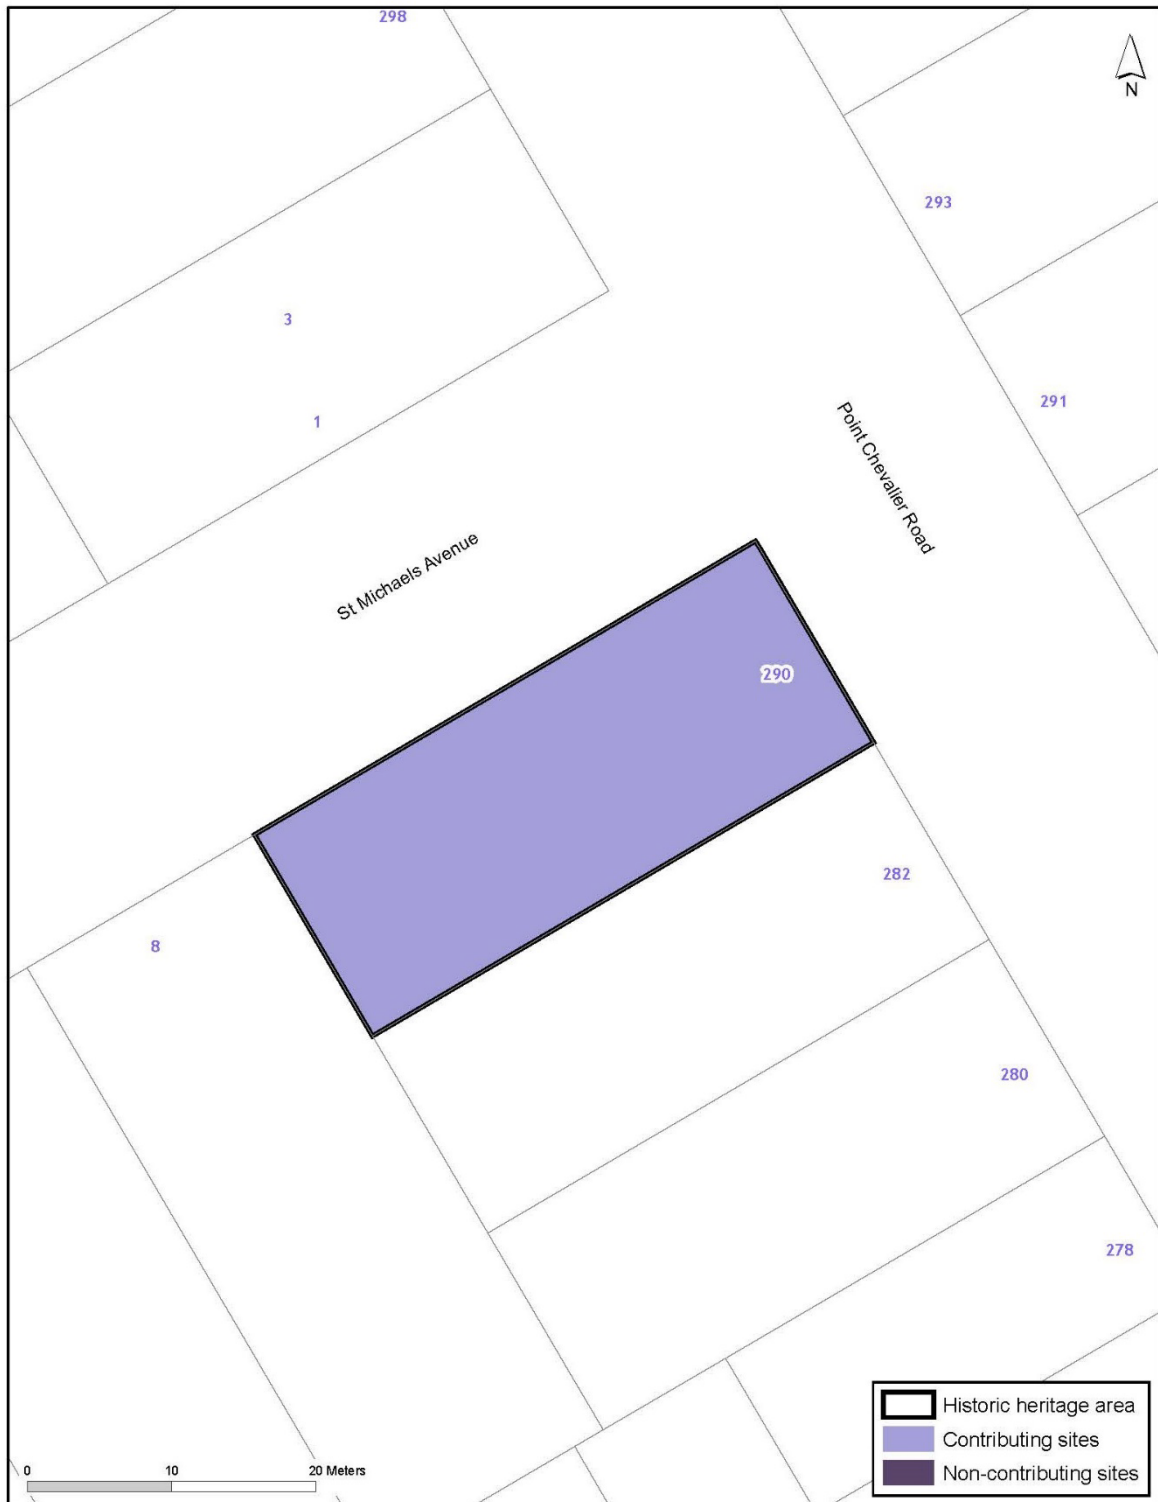 298
N
293
3
291
1
Point Chevalier Road
St Michaels Avenue
290
282
8
280
278
Historic heritage area
Contributing sites
Non-contributing sites
0 10 20 Meters